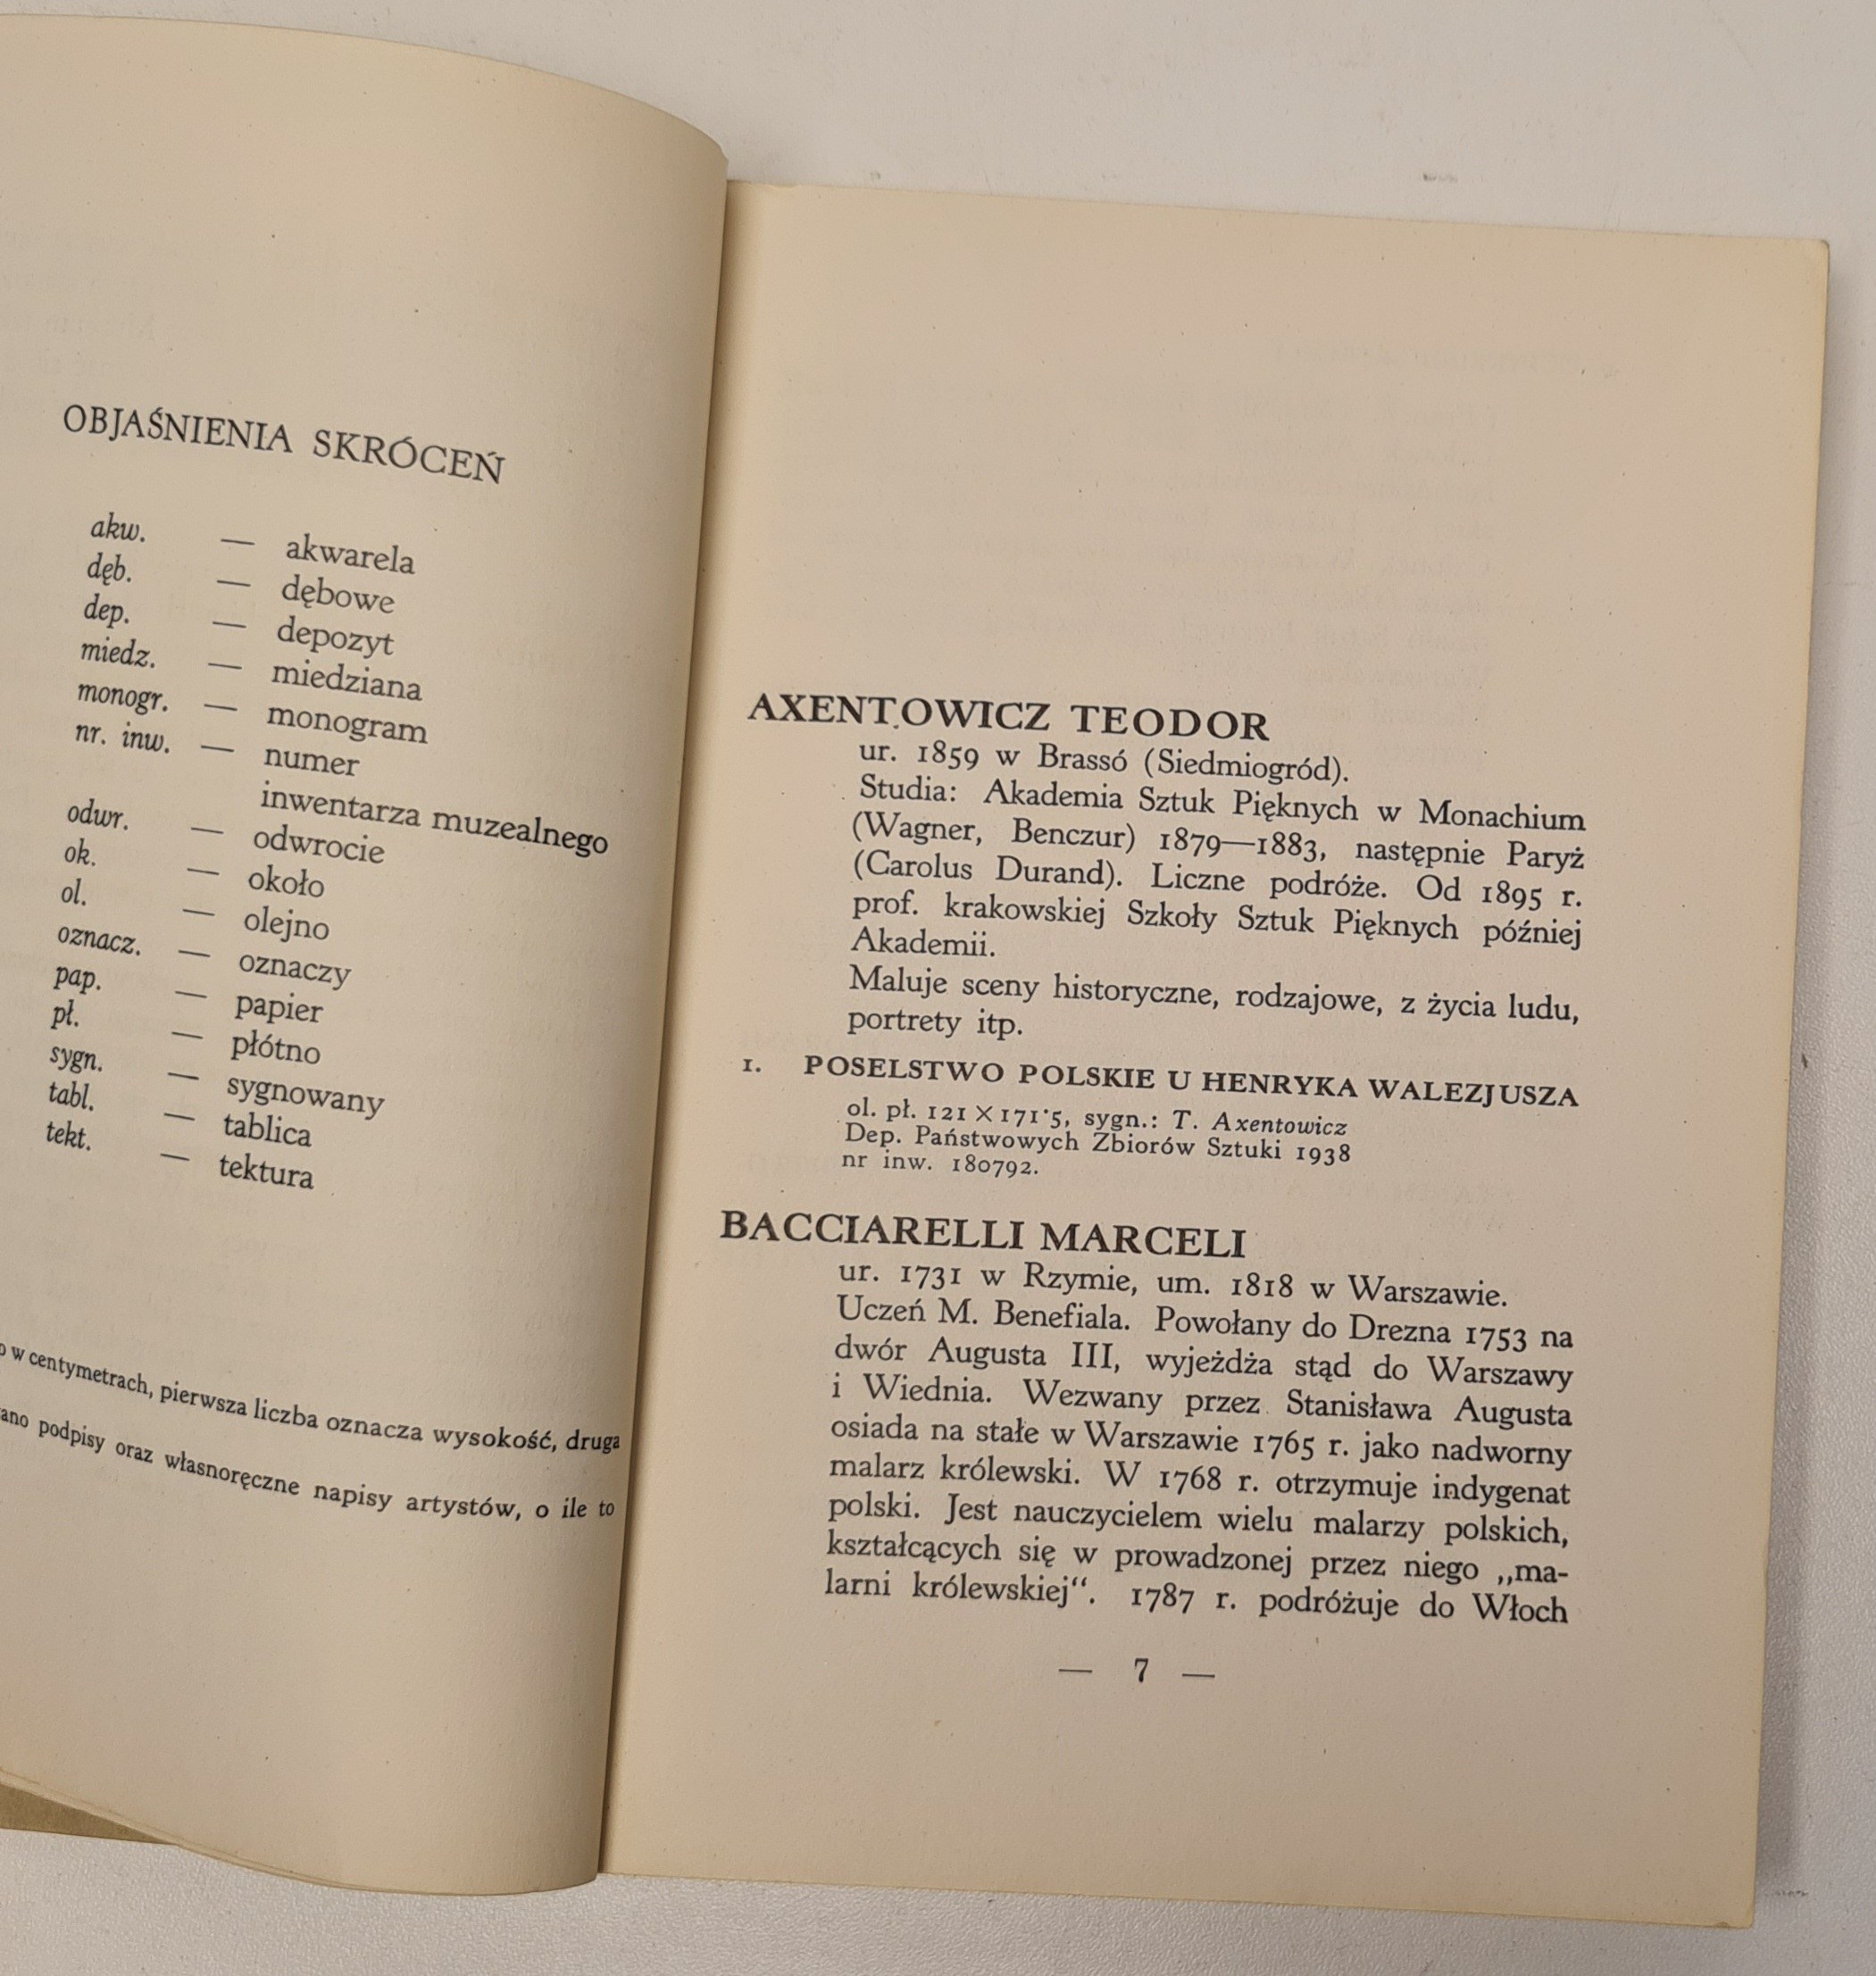 OBJAŚNIENIA SKRÓCEŃ
akw. — akwarela
dęb. — dębowe
dep. — depozyt
miedz. — miedziana
monogr. — monogram
nr. inw. — numer
inwentarza muzealnego
odwr. — odwrocie
ok. — około
ol. — olejno
oznacz. — oznaczy
pap. — papier
pł. — płótno
sygn. — sygnowany
tabl. — tablica
tekt. — tektura
w centymetrach, pierwsza liczba oznacza wysokość, druga
podpisy oraz własnoręczne napisy artystów, o ile to
AXENTOWICZ TEODOR
ur. 1859 w Brassó (Siedmiogród).
Studia: Akademia Sztuk Pięknych w Monachium
(Wagner, Benczur) 1879—1883, następnie Paryż
(Carolus Durand). Liczne podróże. Od 1895 r.
prof. krakowskiej Szkoły Sztuk Pięknych później
Akademii.
Maluje sceny historyczne, rodzajowe, z życia ludu,
portrety itp.
1. POSELSTWO POLSKIE U HENRYKA WALEZJUSZA
ol. pł. 121 × 171·5, sygn.: T. Axentowicz
Dep. Państwowych Zbiorów Sztuki 1938
nr inw. 180792.
BACCIARELLI MARCELI
ur. 1731 w Rzymie, um. 1818 w Warszawie.
Uczeń M. Benefiala. Powołany do Drezna 1753 na
dwór Augusta III, wyjeżdża stąd do Warszawy
i Wiednia. Wezwany przez Stanisława Augusta
osiada na stałe w Warszawie 1765 r. jako nadworny
malarz królewski. W 1768 r. otrzymuje indygenat
polski. Jest nauczycielem wielu malarzy polskich,
kształcących się w prowadzonej przez niego „ma-
larni królewskiej“. 1787 r. podróżuje do Włoch
— 7 —